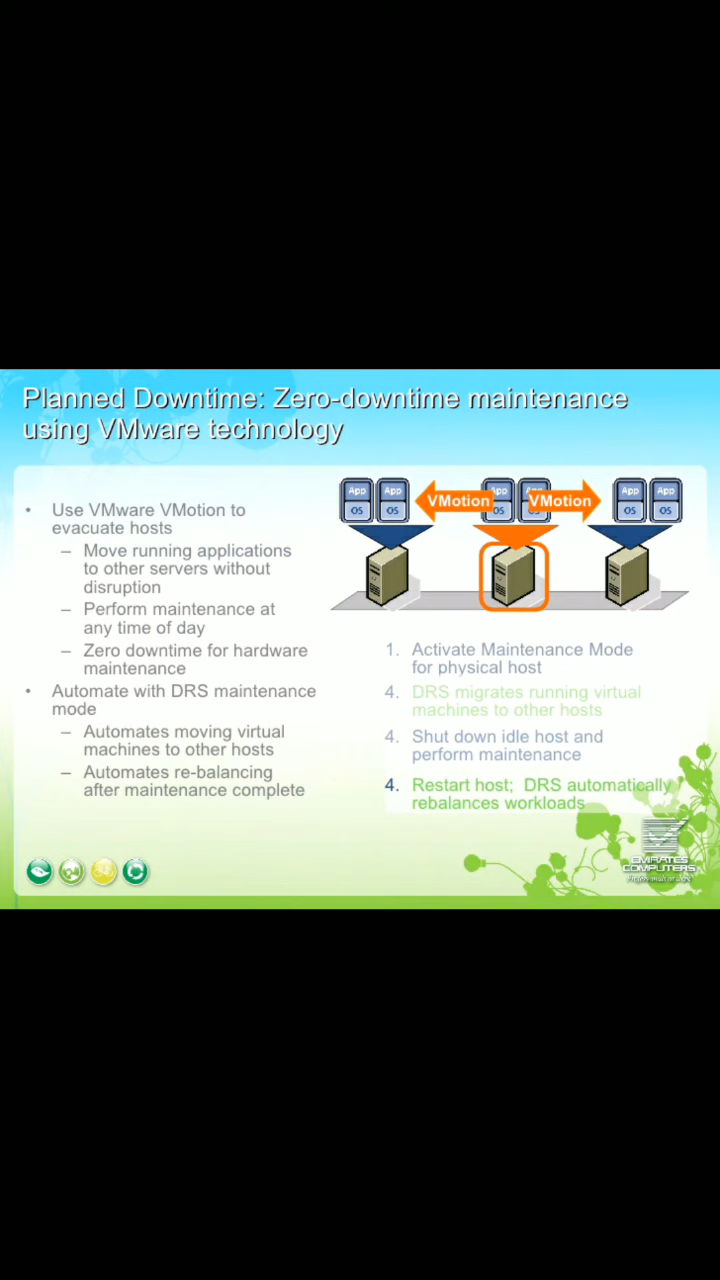 Planned Downtime: Zero-downtime maintenance
using VMware technology
• Use VMware VMotion to
evacuate hosts
– Move running applications
to other servers without
disruption
– Perform maintenance at
any time of day
– Zero downtime for hardware
maintenance
• Automate with DRS maintenance
mode
– Automates moving virtual
machines to other hosts
– Automates re-balancing
after maintenance complete
App App App App App App
VMotion VMotion
OS OS OS OS OS OS
1. Activate Maintenance Mode
for physical host
4. DRS migrates running virtual
machines to other hosts
4. Shut down idle host and
perform maintenance
4. Restart host; DRS automatically
rebalances workloads
EMIRATES
COMPUTERS